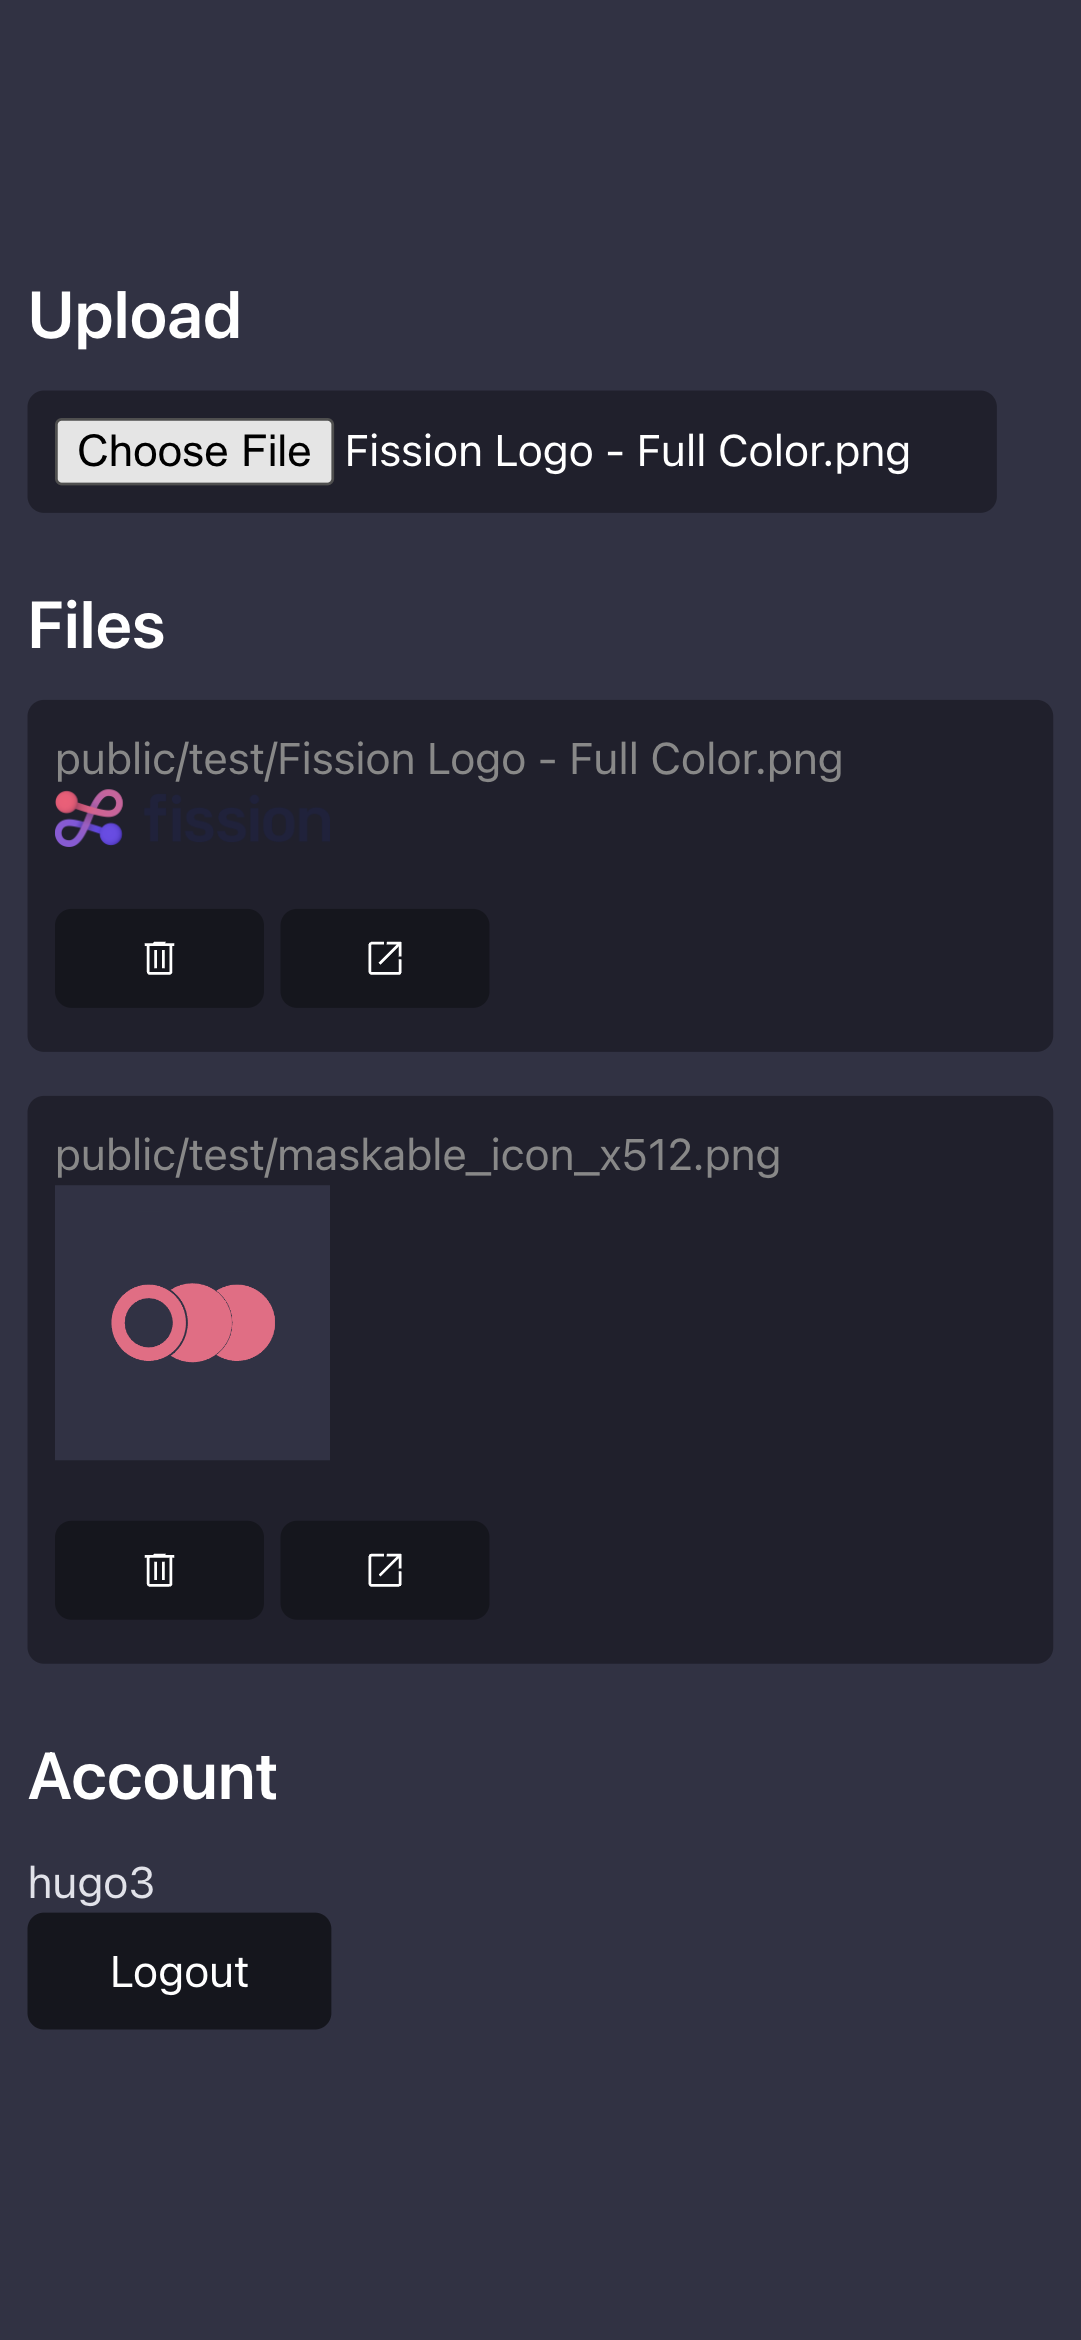 Upload
Choose File Fission Logo - Full Color.png
Files
public/test/Fission Logo - Full Color.png
fission
public/test/maskable_icon_x512.png
Account
hugo3
Logout